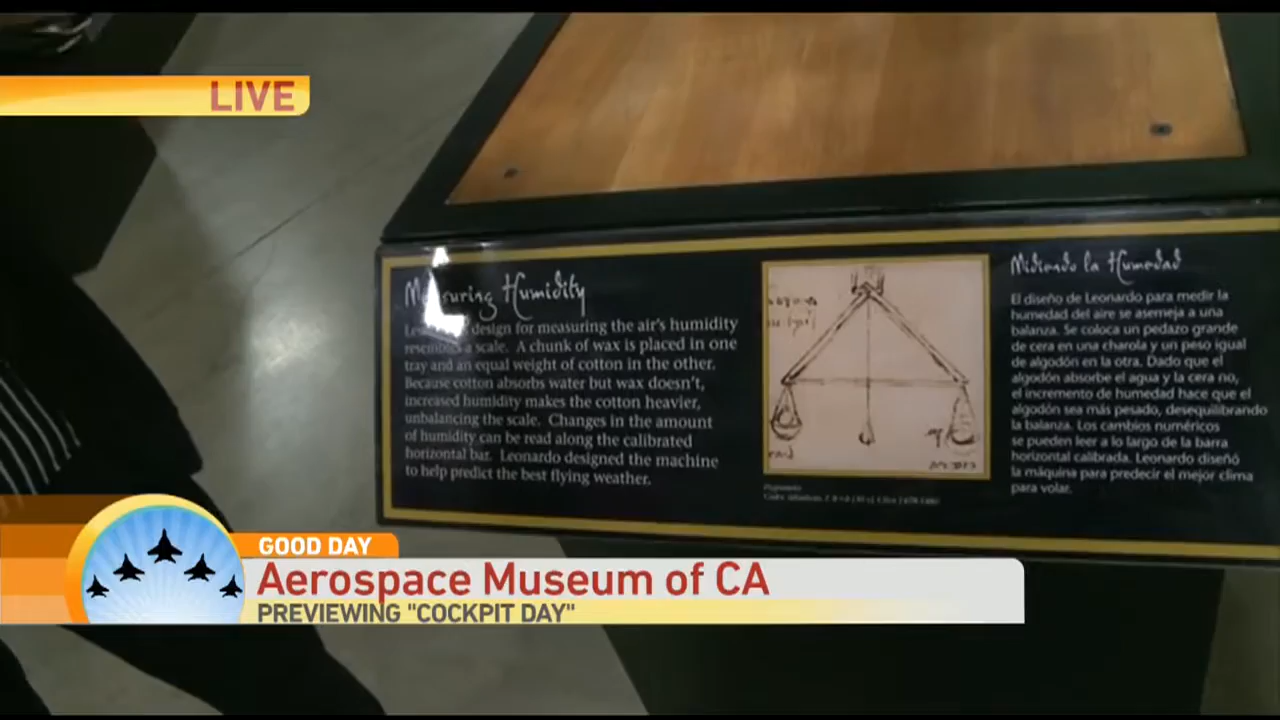 LIVE
Measuring Humidity
design for measuring the air's humidity
resembles a scale. A chunk of wax is placed in one
tray and an equal weight of cotton in the other.
Because cotton absorbs water but wax doesn't,
increased humidity makes the cotton heavier,
unbalancing the scale. Changes in the amount
of humidity can be read along the calibrated
horizontal bar. Leonardo designed the machine
to help predict the best flying weather.
Midiendo la Humedad
El diseño de Leonardo para medir la
humedad del aire se asemeja a una
balanza. Se coloca un pedazo grande
de cera en una charola y un peso igual
de algodón en la otra. Dado que el
algodón absorbe el agua y la cera no,
el incremento de humedad hace que el
algodón sea más pesado, desequilibrando
la balanza. Los cambios numéricos
se pueden leer a lo largo de la barra
horizontal calibrada. Leonardo diseñó
la máquina para predecir el mejor clima
para volar.
GOOD DAY
Aerospace Museum of CA
PREVIEWING "COCKPIT DAY"